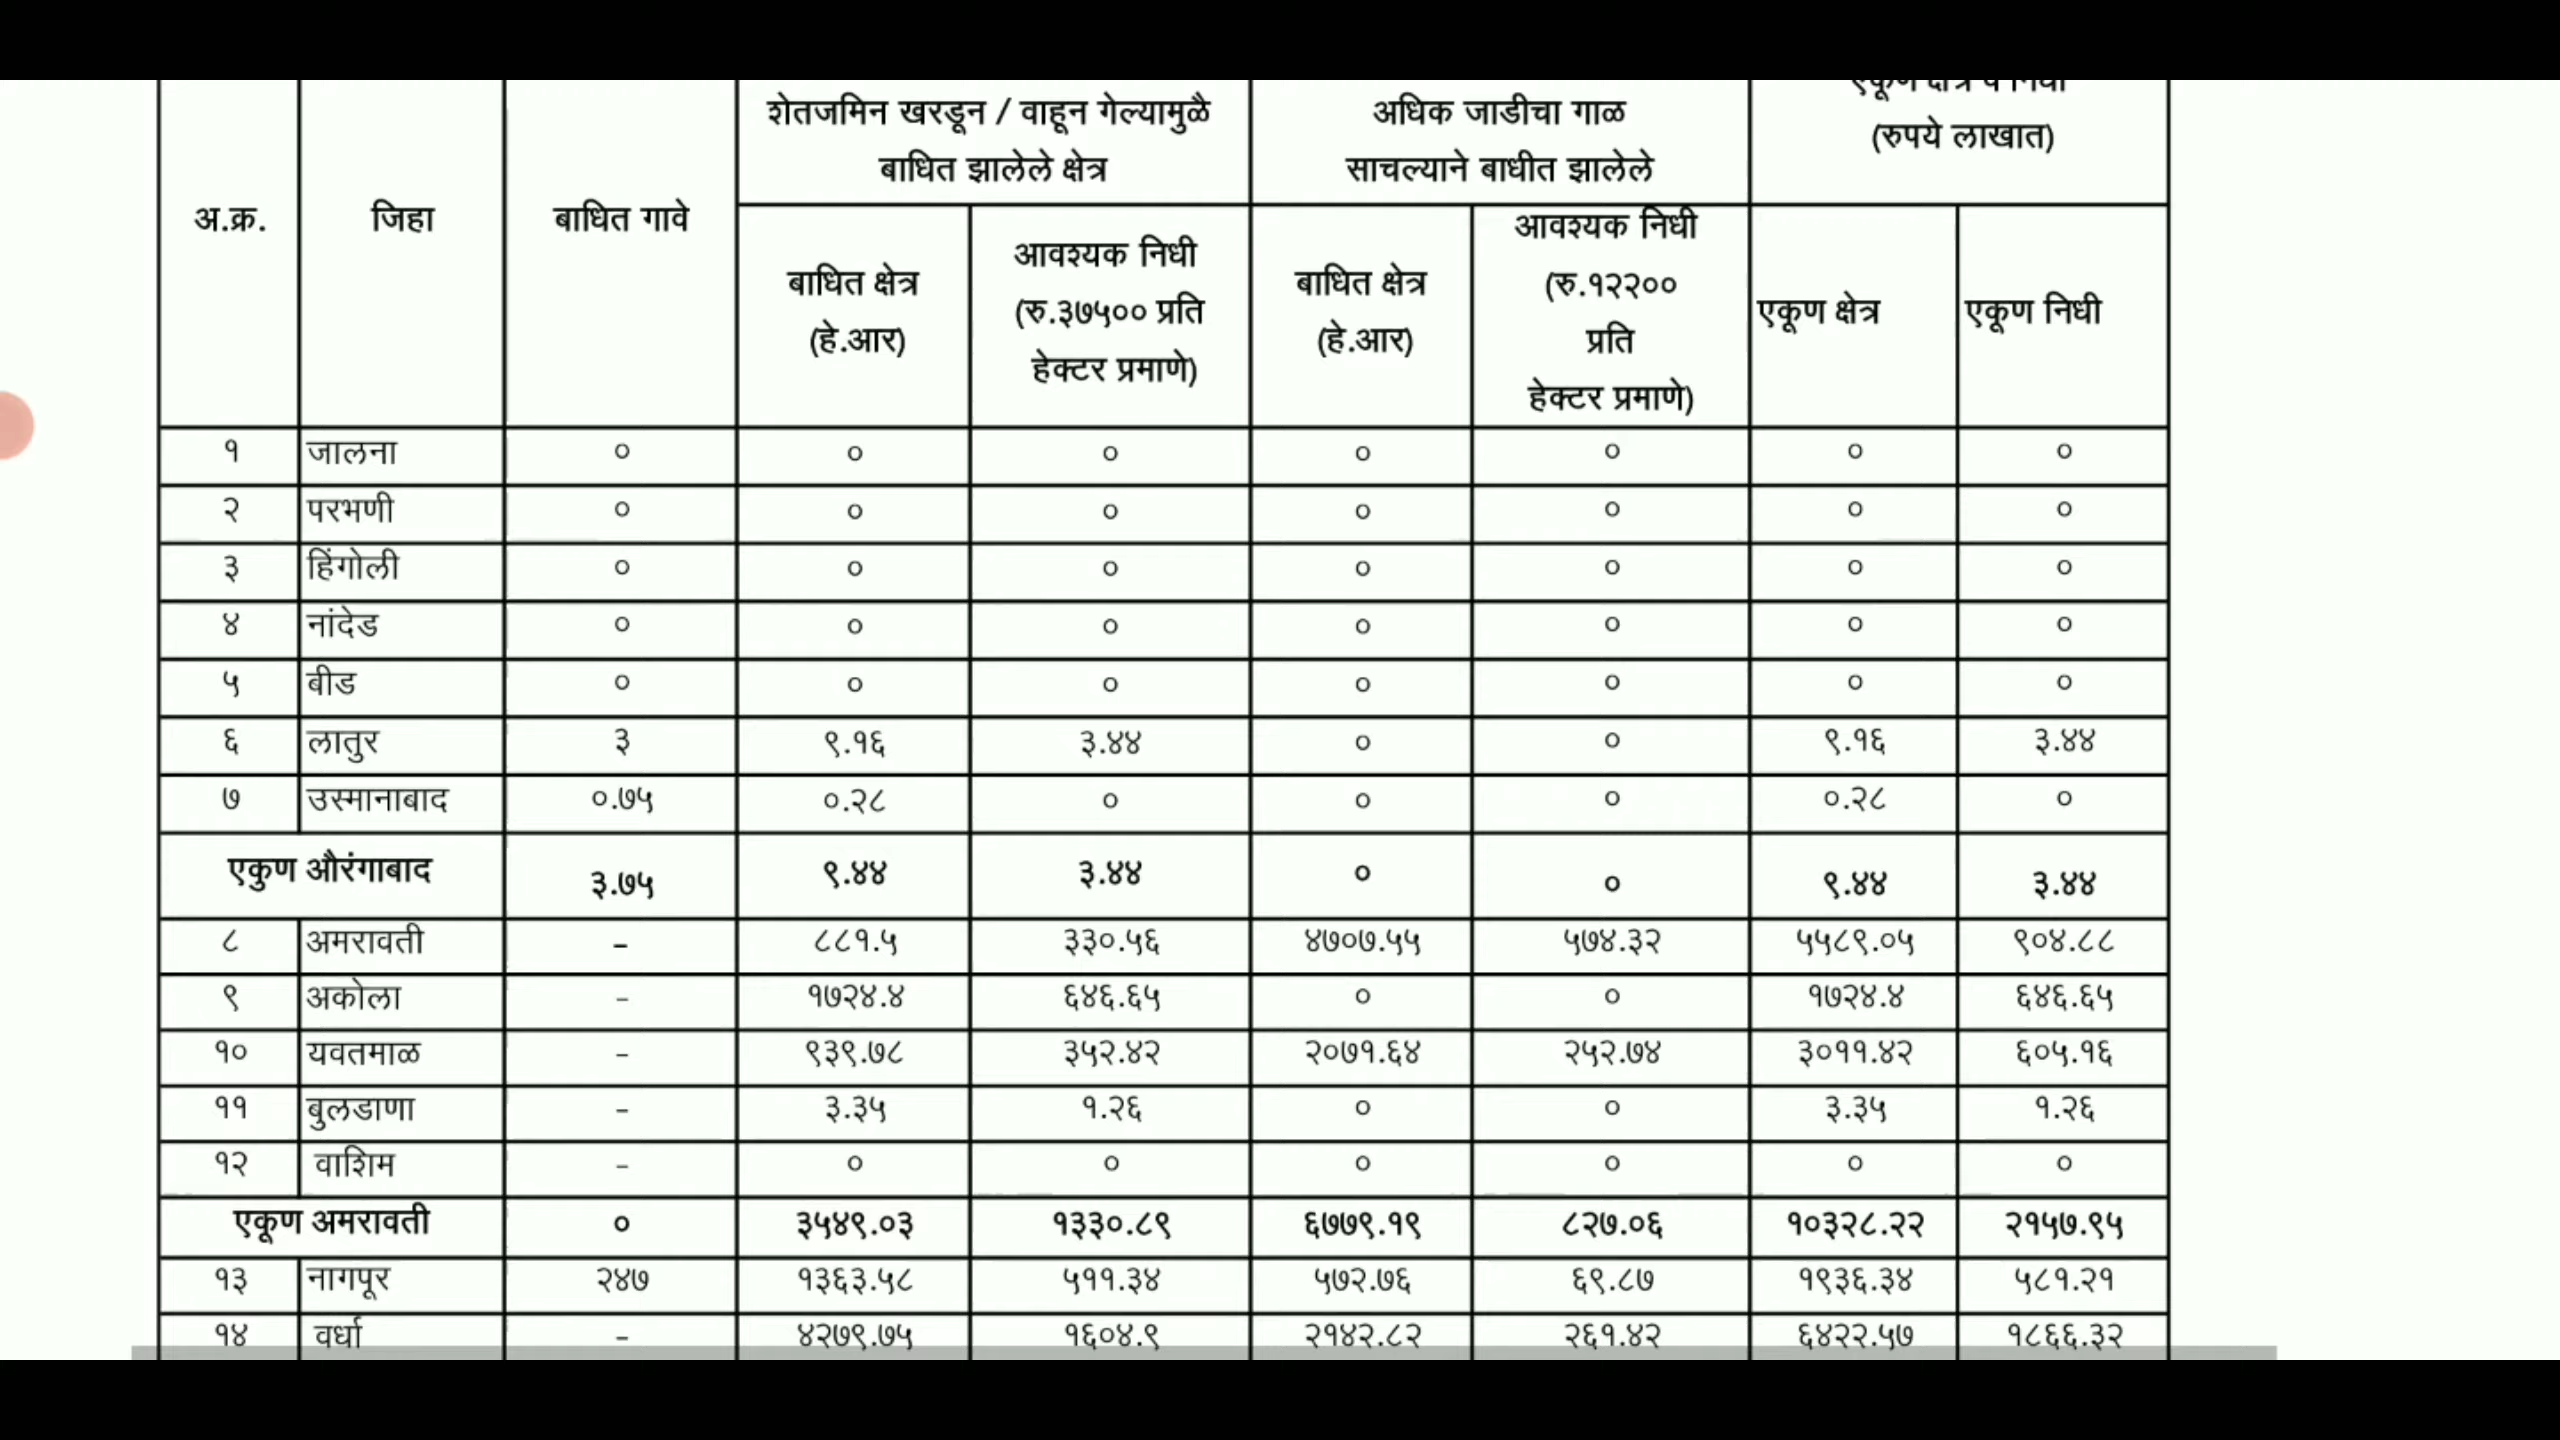 एकूण क्षेत्र व निधी
(रुपये लाखात)
शेतजमिन खरडून / वाहून गेल्यामुळै
बाधित झालेले क्षेत्र
अधिक जाडीचा गाळ
साचल्याने बाधीत झालेले
अ.क्र. जिहा बाधित गावे
बाधित क्षेत्र
(हे.आर)
आवश्यक निधी
(रु.३७५०० प्रति
हेक्टर प्रमाणे)
बाधित क्षेत्र
(हे.आर)
आवश्यक निधी
(रु.१२२००
प्रति
हेक्टर प्रमाणे)
एकूण क्षेत्र एकूण निधी
१ जालना ० ० ० ० ० ० ०
२ परभणी ० ० ० ० ० ० ०
३ हिंगोली ० ० ० ० ० ० ०
४ नांदेड ० ० ० ० ० ० ०
५ बीड ० ० ० ० ० ० ०
६ लातुर ३ ९.१६ ३.४४ ० ० ९.१६ ३.४४
७ उस्मानाबाद ०.७५ ०.२८ ० ० ० ०.२८ ०
एकुण औरंगाबाद ३.७५ ९.४४ ३.४४ ० ० ९.४४ ३.४४
८ अमरावती - ८८१.५ ३३०.५६ ४७०७.५५ ५७४.३२ ५५८९.०५ ९०४.८८
९ अकोला - १७२४.४ ६४६.६५ ० ० १७२४.४ ६४६.६५
१० यवतमाळ - ९३९.७८ ३५२.४२ २०७१.६४ २५२.७४ ३०११.४२ ६०५.१६
११ बुलडाणा - ३.३५ १.२६ ० ० ३.३५ १.२६
१२ वाशिम - ० ० ० ० ० ०
एकूण अमरावती ० ३५४९.०३ १३३०.८९ ६७७९.१९ ८२७.०६ १०३२८.२२ २१५७.९५
१३ नागपूर २४७ १३६३.५८ ५११.३४ ५७२.७६ ६९.८७ १९३६.३४ ५८१.२१
१४ वर्धा - ४२७९.७५ १६०४.९ २१४२.८२ २६१.४२ ६४२२.५७ १८६६.३२